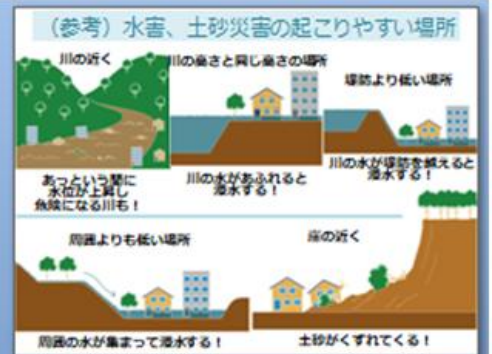 (参考)水害、土砂災害の起こりやすい場所
川の近く
川の高さと同じ高さの場所
堤防より低い場所
あっという間に
水位が上昇し
危険になる川も!
川の水があふれると
浸水する!
川の水が堤防を越えると
浸水する!
周囲よりも低い場所
崖の近く
周囲の水が集まって浸水する!
土砂がくずれてくる!